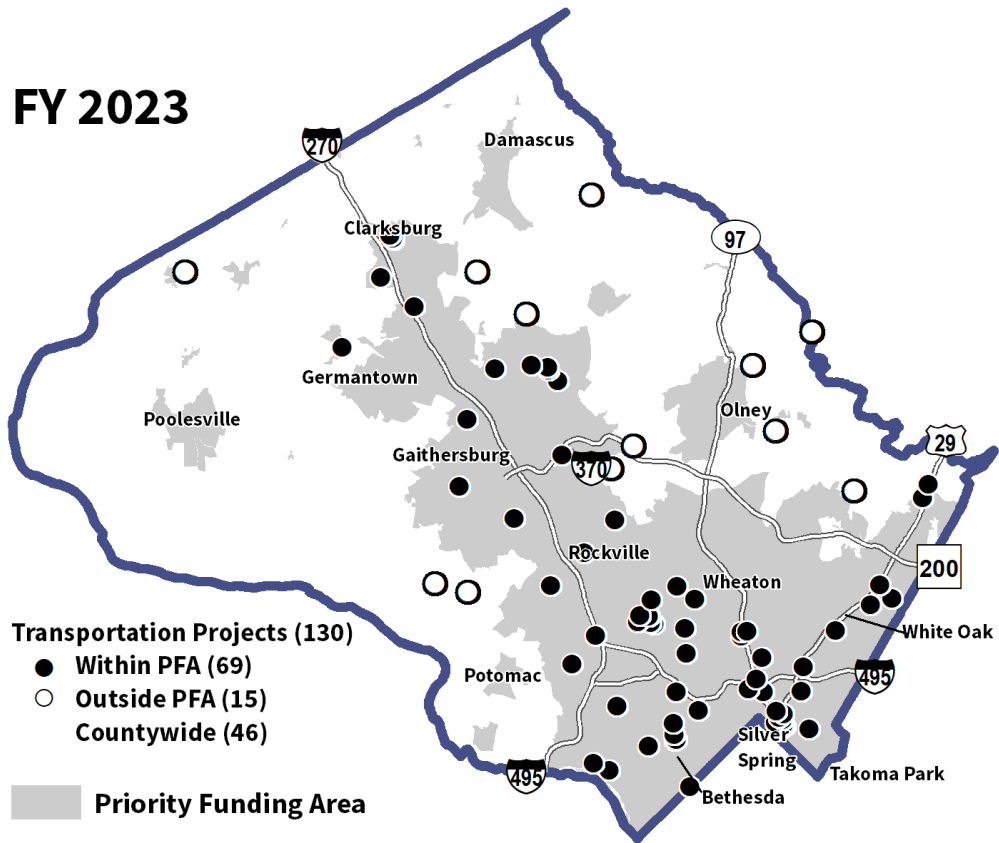 FY 2023
270
Damascus
Clarksburg
97
Germantown
Poolesville
Olney
Gaithersburg
370
29
Rockville
200
Wheaton
White Oak
Potomac
495
Silver
Spring
Takoma Park
495
Bethesda
Transportation Projects (130)
Within PFA (69)
Outside PFA (15)
Countywide (46)
Priority Funding Area